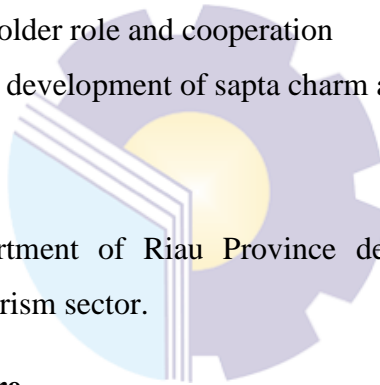 older role and cooperation
development of sapta charm a
rtment of Riau Province de
rism sector.